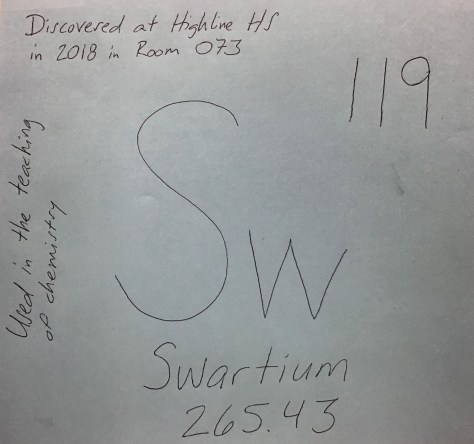 Discovered at Highline HS
in 2018 in Room 073
119
Used in the teaching
of chemistry
Sw
Swartium
265.43